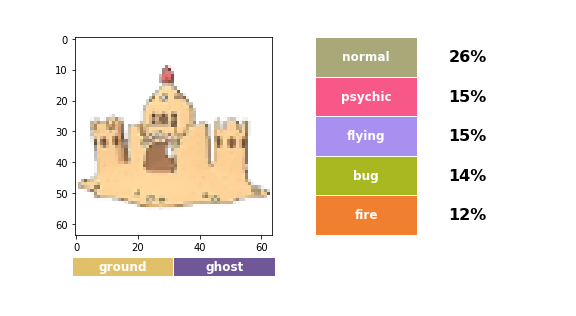 0
10
20
30
40
50
60
0 20 40 60
ground ghost
normal 26%
psychic 15%
flying 15%
bug 14%
fire 12%